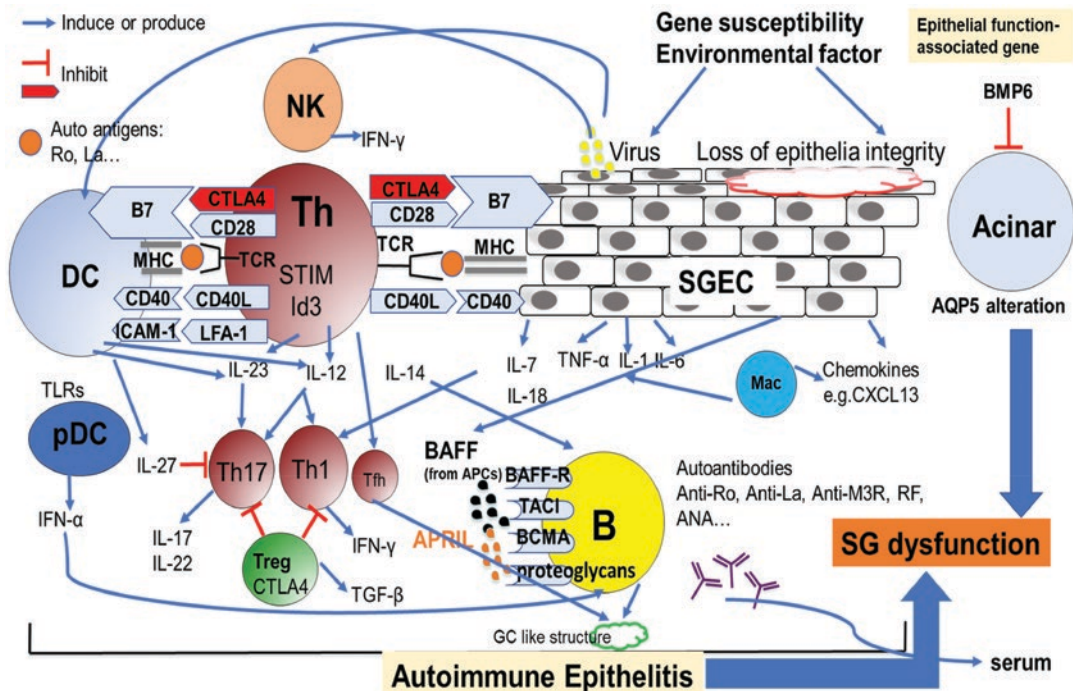 Induce or produce
Inhibit
Auto antigens:
Ro, La…
Gene susceptibility
Environmental factor
Epithelial function-
associated gene
BMP6
NK
IFN-γ
Virus
Loss of epithelia integrity
Acinar
AQP5 alteration
DC
B7
CTLA4
CD28
MHC
TCR
CD40
CD40L
ICAM-1
LFA-1
Th
STIM
Id3
CTLA4
CD28
B7
TCR
MHC
CD40L
CD40
SGEC
IL-23
IL-12
IL-14
IL-7
IL-18
TNF-α
IL-1
IL-6
Mac
Chemokines
e.g.CXCL13
TLRs
pDC
IFN-α
IL-27
Th17
Th1
Tfh
IL-17
IL-22
Treg
CTLA4
IFN-γ
TGF-β
BAFF
(from APCs)
APRIL
BAFF-R
TACI
BCMA
proteoglycans
B
Autoantibodies
Anti-Ro, Anti-La, Anti-M3R, RF,
ANA…
SG dysfunction
GC like structure
Autoimmune Epithelitis
serum